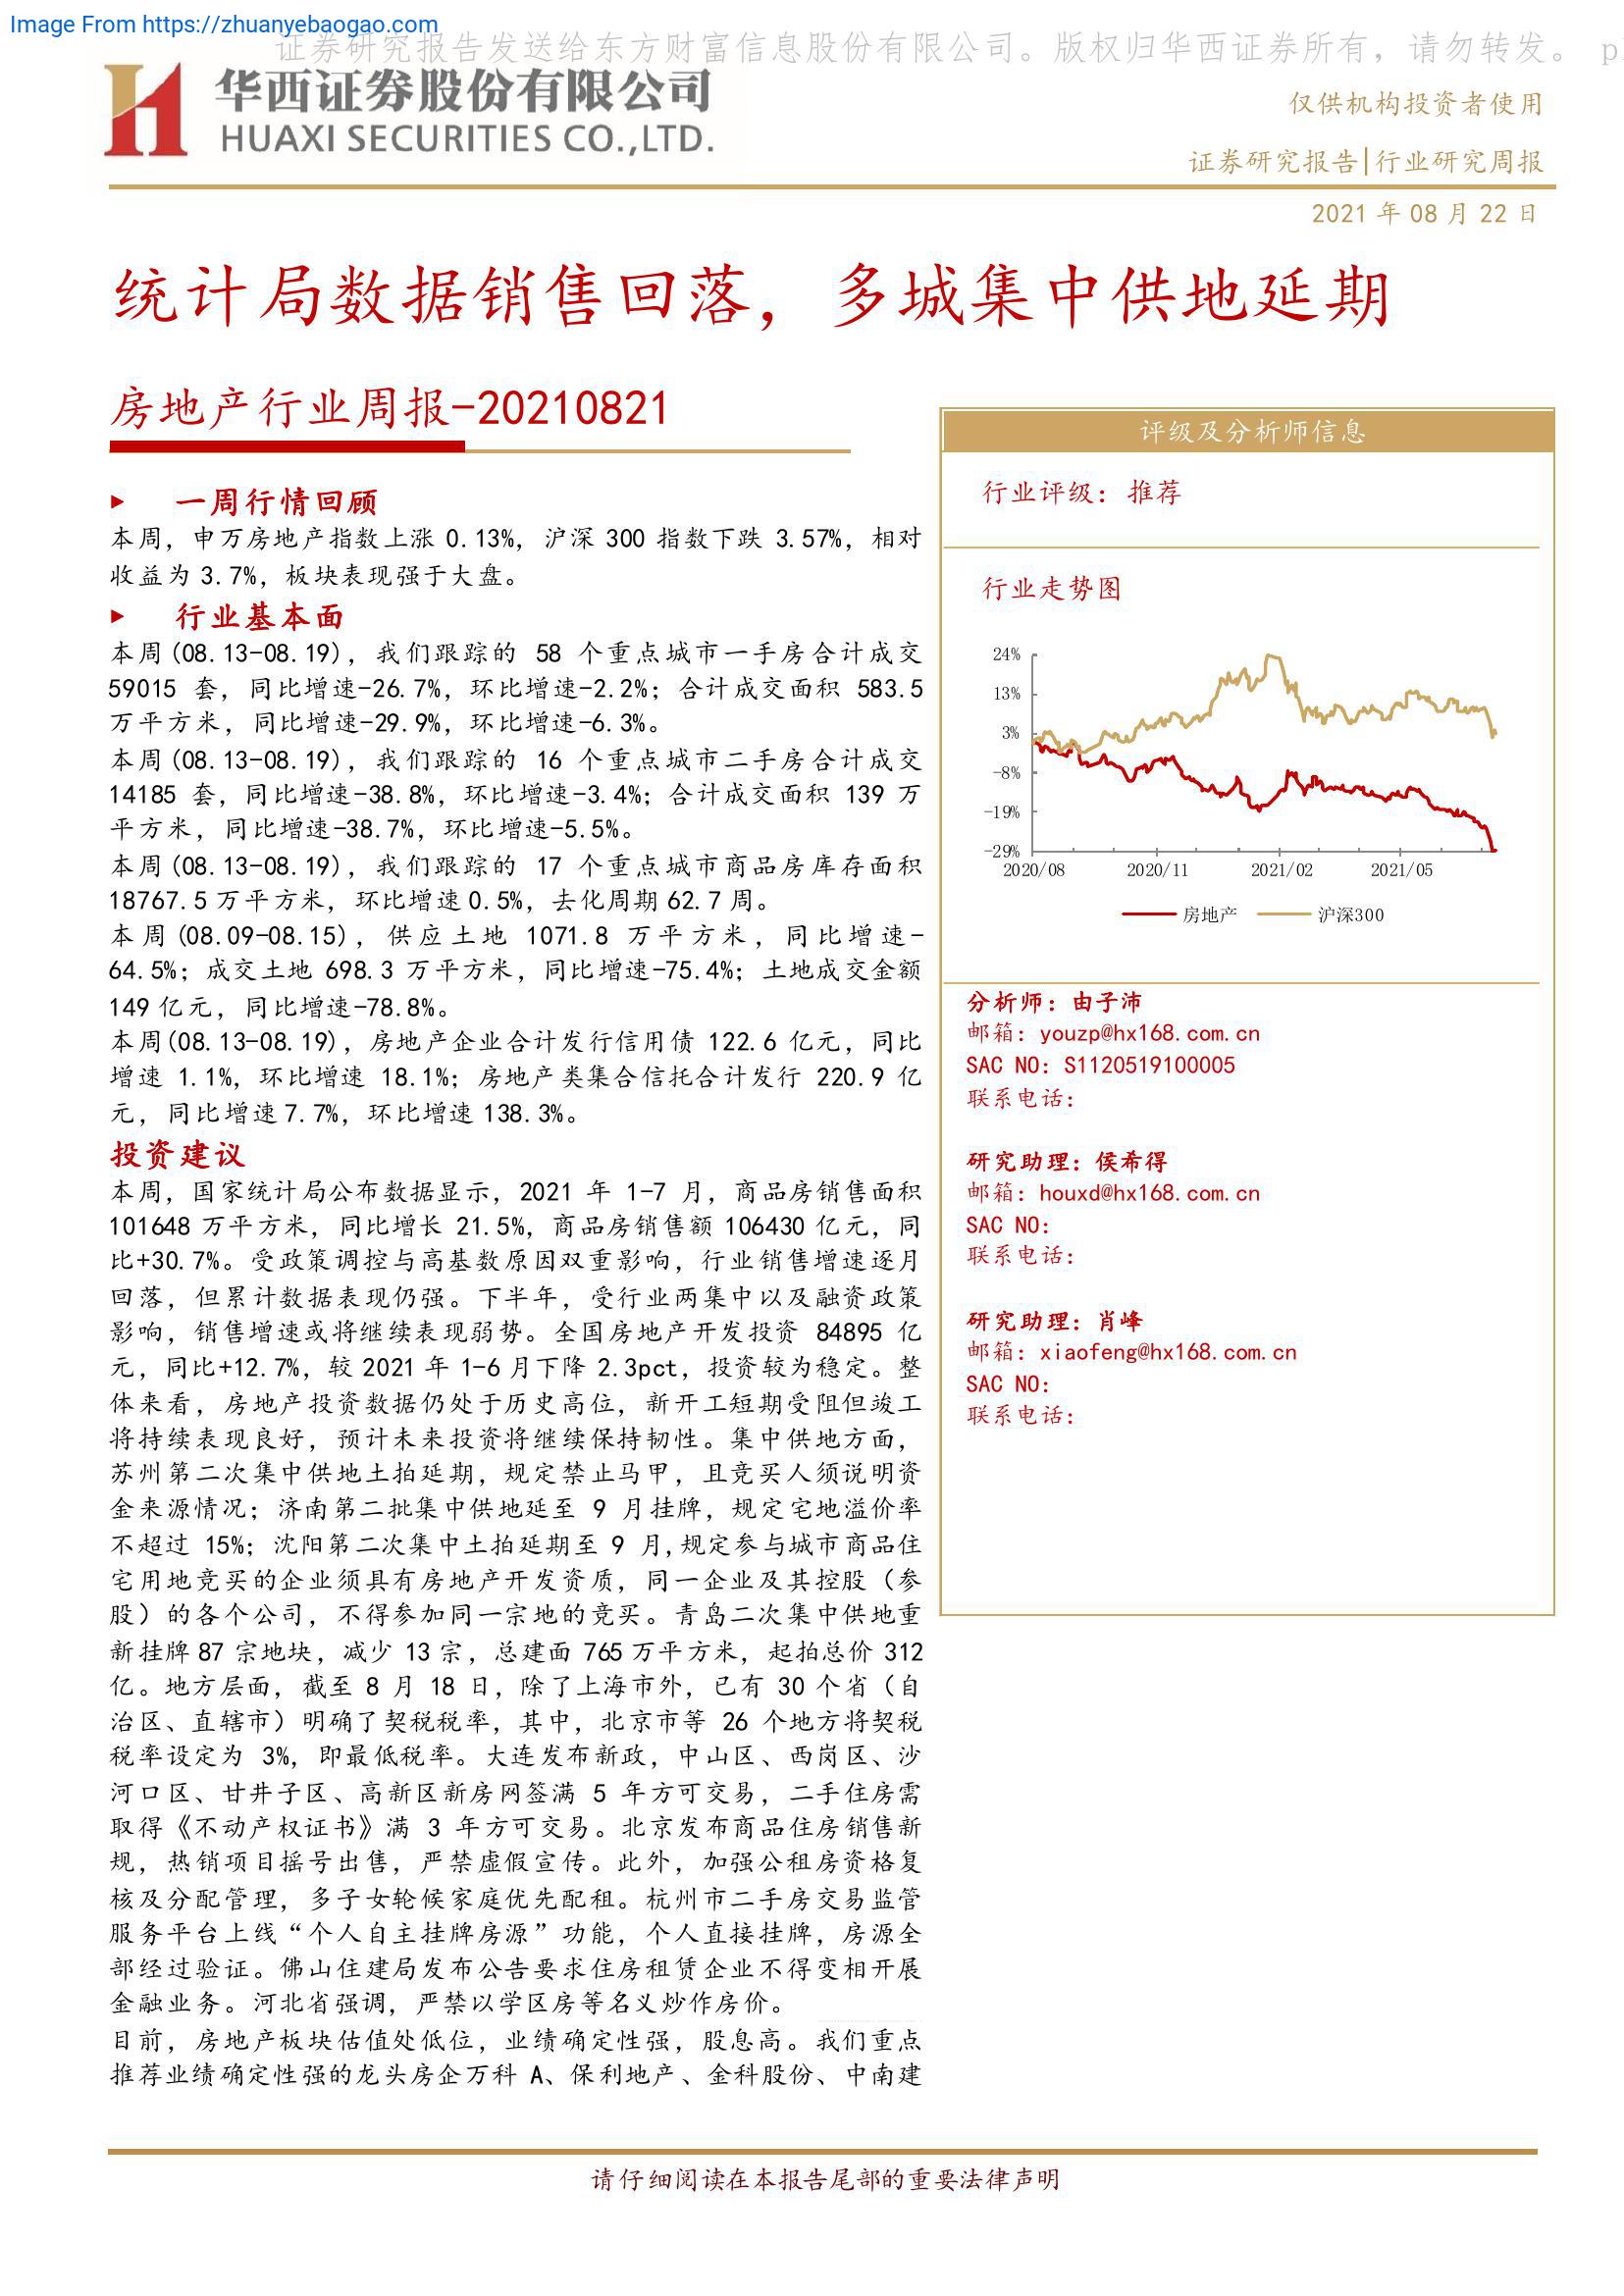 Image From https://zhuanyebaogao.com
证券研究报告发送给东方财富信息股份有限公司。版权归华西证券所有，请勿转发。 p
华西证券股份有限公司
HUAXI SECURITIES CO.,LTD.
仅供机构投资者使用
证券研究报告|行业研究周报
2021 年 08 月 22 日
统计局数据销售回落，多城集中供地延期
房地产行业周报-20210821
一周行情回顾
本周，申万房地产指数上涨 0.13%，沪深 300 指数下跌 3.57%，相对
收益为 3.7%，板块表现强于大盘。
行业基本面
本周(08.13-08.19)，我们跟踪的 58 个重点城市一手房合计成交
59015 套，同比增速-26.7%，环比增速-2.2%；合计成交面积 583.5
万平方米，同比增速-29.9%，环比增速-6.3%。
本周(08.13-08.19)，我们跟踪的 16 个重点城市二手房合计成交
14185 套，同比增速-38.8%，环比增速-3.4%；合计成交面积 139 万
平方米，同比增速-38.7%，环比增速-5.5%。
本周(08.13-08.19)，我们跟踪的 17 个重点城市商品房库存面积
18767.5 万平方米，环比增速 0.5%，去化周期 62.7 周。
本周(08.09-08.15)，供应土地 1071.8 万平方米，同比增速-
64.5%；成交土地 698.3 万平方米，同比增速-75.4%；土地成交金额
149 亿元，同比增速-78.8%。
本周(08.13-08.19)，房地产企业合计发行信用债 122.6 亿元，同比
增速 1.1%，环比增速 18.1%；房地产类集合信托合计发行 220.9 亿
元，同比增速 7.7%，环比增速 138.3%。
投资建议
本周，国家统计局公布数据显示，2021 年 1-7 月，商品房销售面积
101648 万平方米，同比增长 21.5%，商品房销售额 106430 亿元，同
比+30.7%。受政策调控与高基数原因双重影响，行业销售增速逐月
回落，但累计数据表现仍强。下半年，受行业两集中以及融资政策
影响，销售增速或将继续表现弱势。全国房地产开发投资 84895 亿
元，同比+12.7%，较 2021 年 1-6 月下降 2.3pct，投资较为稳定。整
体来看，房地产投资数据仍处于历史高位，新开工短期受阻但竣工
将持续表现良好，预计未来投资将继续保持韧性。集中供地方面，
苏州第二次集中供地土拍延期，规定禁止马甲，且竞买人须说明资
金来源情况；济南第二批集中供地延至 9 月挂牌，规定宅地溢价率
不超过 15%；沈阳第二次集中土拍延期至 9 月,规定参与城市商品住
宅用地竞买的企业须具有房地产开发资质，同一企业及其控股（参
股）的各个公司，不得参加同一宗地的竞买。青岛二次集中供地重
新挂牌 87 宗地块，减少 13 宗，总建面 765 万平方米，起拍总价 312
亿。地方层面，截至 8 月 18 日，除了上海市外，已有 30 个省（自
治区、直辖市）明确了契税税率，其中，北京市等 26 个地方将契税
税率设定为 3%，即最低税率。大连发布新政，中山区、西岗区、沙
河口区、甘井子区、高新区新房网签满 5 年方可交易，二手住房需
取得《不动产权证书》满 3 年方可交易。北京发布商品住房销售新
规，热销项目摇号出售，严禁虚假宣传。此外，加强公租房资格复
核及分配管理，多子女轮候家庭优先配租。杭州市二手房交易监管
服务平台上线“个人自主挂牌房源”功能，个人直接挂牌，房源全
部经过验证。佛山住建局发布公告要求住房租赁企业不得变相开展
金融业务。河北省强调，严禁以学区房等名义炒作房价。
目前，房地产板块估值处低位，业绩确定性强，股息高。我们重点
推荐业绩确定性强的龙头房企万科 A、保利地产、金科股份、中南建
评级及分析师信息
行业评级：推荐
行业走势图
24%
13%
3%
-8%
-19%
-29%
2020/08 2020/11 2021/02 2021/05
房地产 沪深300
分析师：由子沛
邮箱：youzp@hx168.com.cn
SAC NO：S1120519100005
联系电话：
研究助理：侯希得
邮箱：houxd@hx168.com.cn
SAC NO：
联系电话：
研究助理：肖峰
邮箱：xiaofeng@hx168.com.cn
SAC NO：
联系电话：
请仔细阅读在本报告尾部的重要法律声明